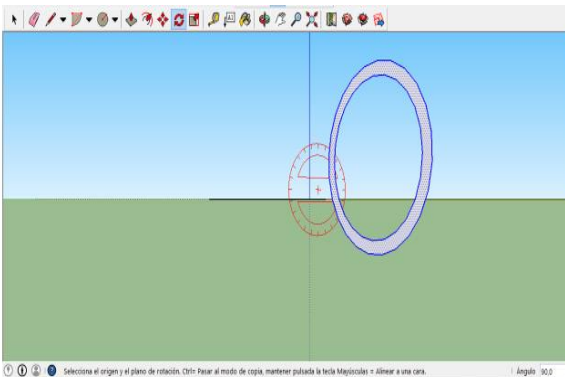 Selecciona el origen y el plano de rotación. Ctrl= Pasar al modo de copia, mantener pulsada la tecla Mayúsculas = Alinear a una cara.
Ángulo 90,0